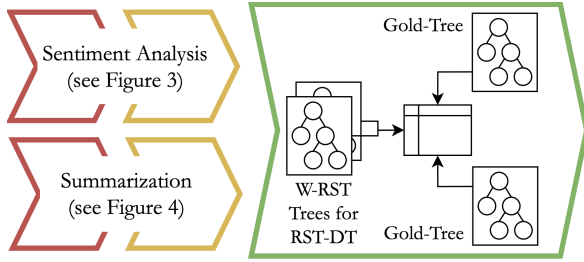 Sentiment Analysis
(see Figure 3)
Summarization
(see Figure 4)
Gold-Tree
W-RST
Trees for
RST-DT
Gold-Tree